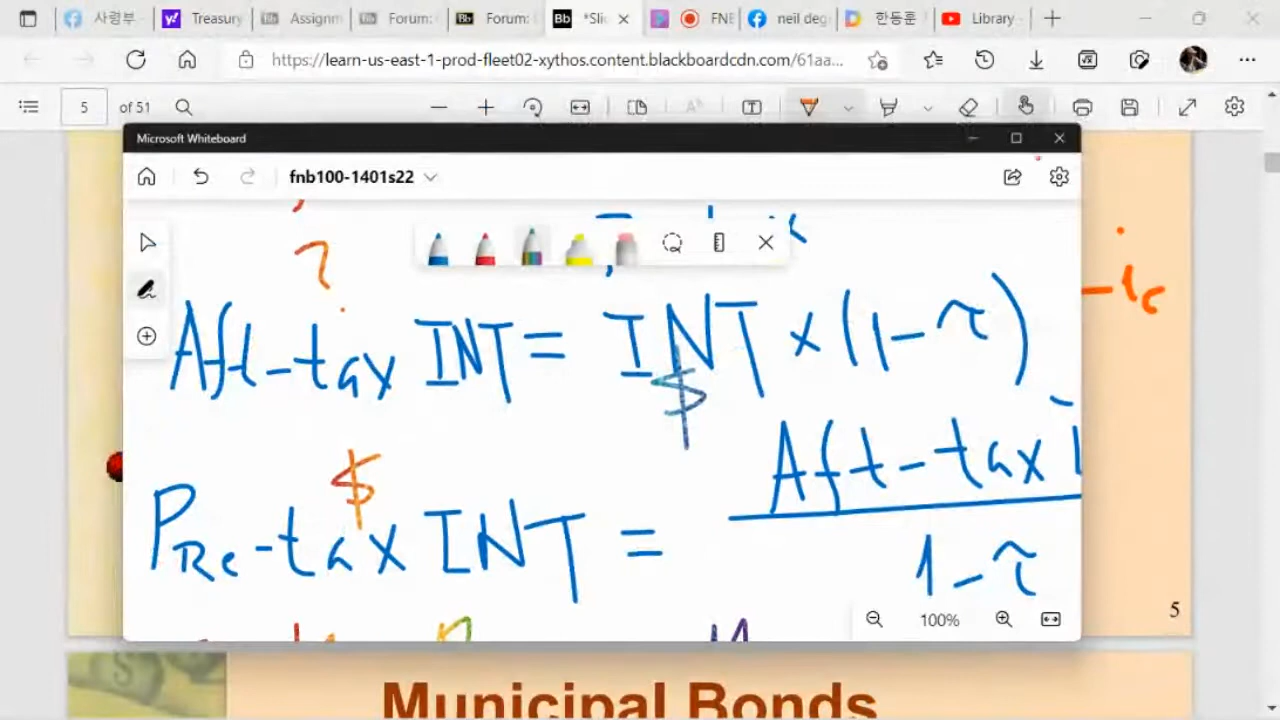 사령부
Treasury
Assignm
Forum:
Forum:
*Sli
FNB
neil deg
한동훈
Library
https://learn-us-east-1-prod-fleet02-xythos.content.blackboardcdn.com/61aa...
5 of 51
Microsoft Whiteboard
fnb100-1401s22
?
Aft-tax INT = INT × (1-τ)
$
-ic
Aft-tax
$
Pre-tax INT =
1-τ
100%
5
Municipal Bonds